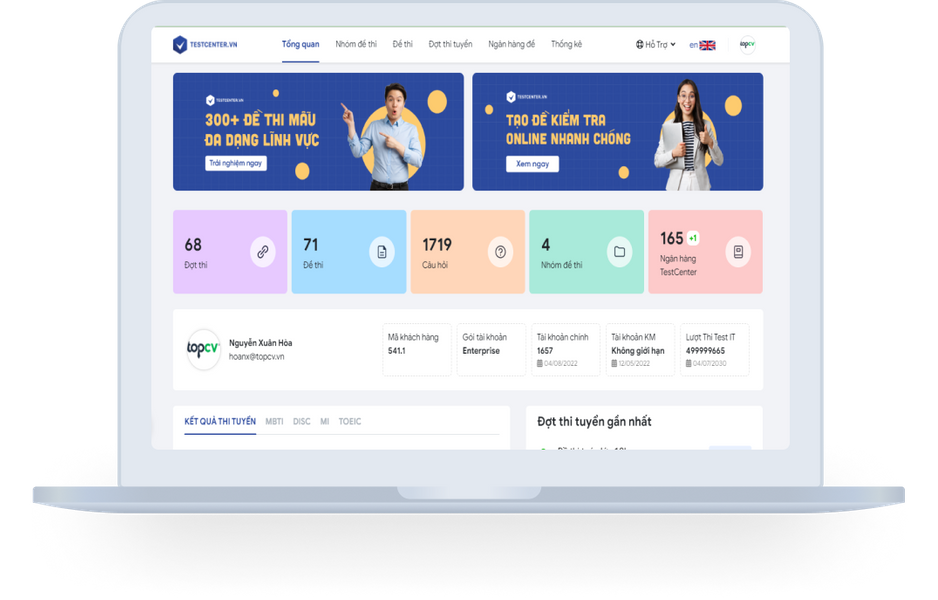 TESTCENTER.VN
Tổng quan
Nhóm đề thi
Đề thi
Đợt thi tuyển
Ngân hàng đề
Thống kê
Hỗ Trợ
en
topcv
TESTCENTER.VN
300+ ĐỀ THI MẪU
ĐA DẠNG LĨNH VỰC
Trải nghiệm ngay
TESTCENTER.VN
TẠO ĐỀ KIỂM TRA
ONLINE NHANH CHÓNG
Xem ngay
68
Đợt thi
71
Đề thi
1719
Câu hỏi
4
Nhóm đề thi
165 +1
Ngân hàng
TestCenter
topcv
Nguyễn Xuân Hòa
hoanx@topcv.vn
Mã khách hàng
541.1
Gói tài khoản
Enterprise
Tài khoản chính
1657
04/08/2022
Tài khoản KM
Không giới hạn
12/05/2022
Lượt Thi Test IT
499999665
04/07/2030
KẾT QUẢ THI TUYỂN MBTI DISC MI TOEIC
Đợt thi tuyển gần nhất